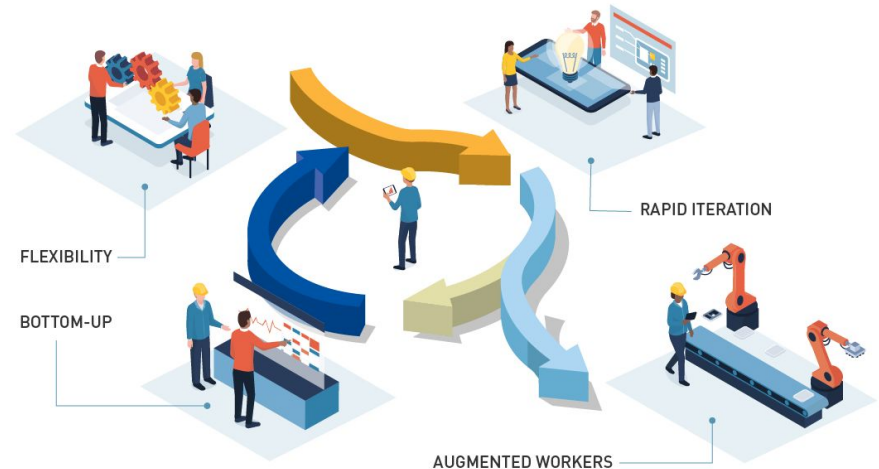 RAPID ITERATION
FLEXIBILITY
BOTTOM-UP
AUGMENTED WORKERS